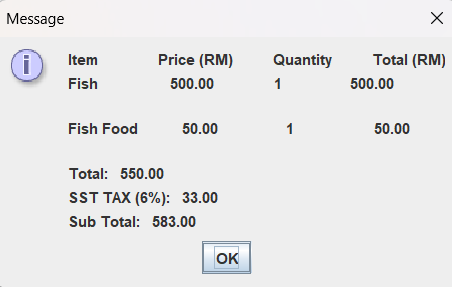 Message
Item Price (RM) Quantity Total (RM)
Fish 500.00 1 500.00
Fish Food 50.00 1 50.00
Total: 550.00
SST TAX (6%): 33.00
Sub Total: 583.00
OK